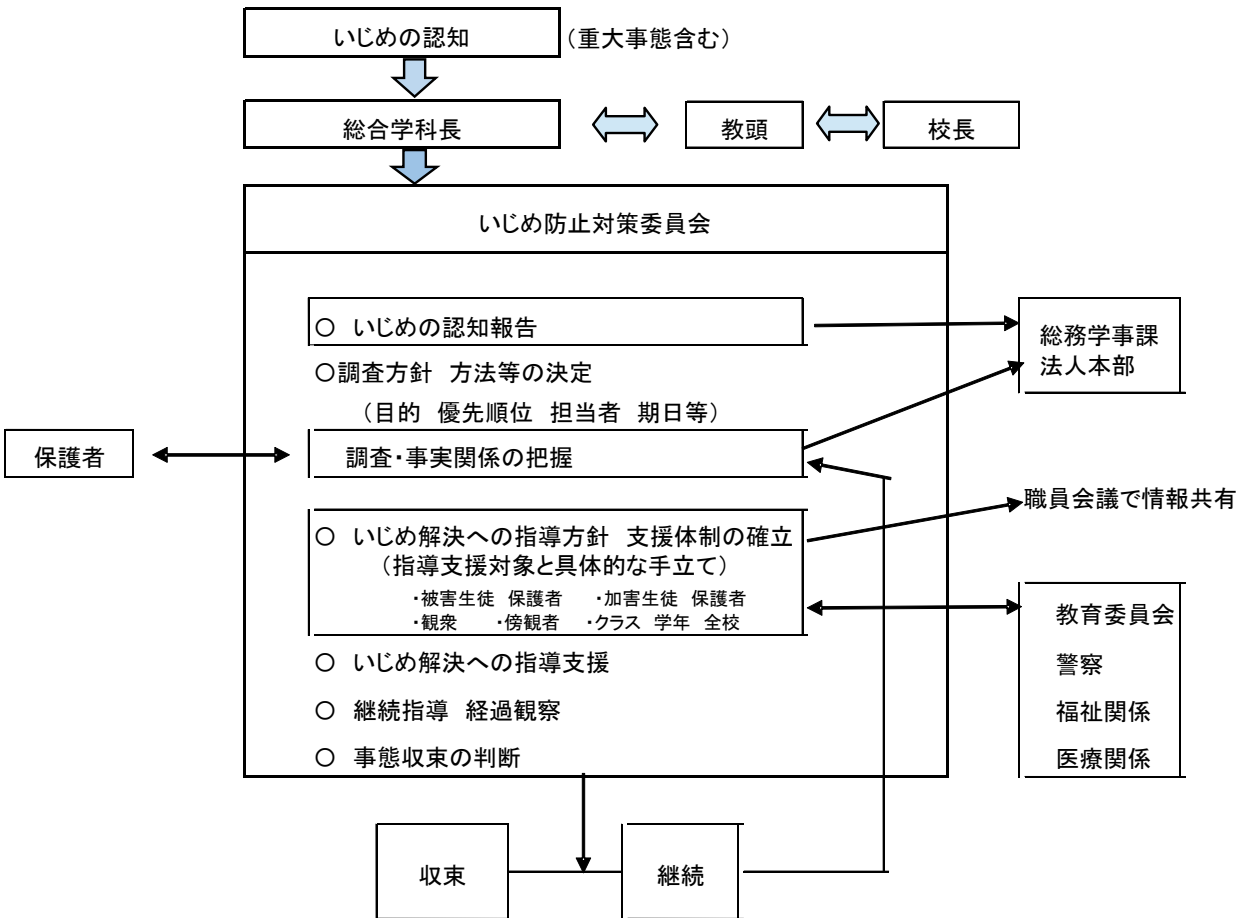 いじめの認知
(重大事態含む)
総合学科長
教頭
校長
いじめ防止対策委員会
○ いじめの認知報告
○調査方針 方法等の決定
(目的 優先順位 担当者 期日等)
調査・事実関係の把握
○ いじめ解決への指導方針 支援体制の確立
(指導支援対象と具体的な手立て)
・被害生徒 保護者 ・加害生徒 保護者
・観衆 ・傍観者 ・クラス 学年 全校
○ いじめ解決への指導支援
○ 継続指導 経過観察
○ 事態収束の判断
保護者
総務学事課
法人本部
職員会議で情報共有
教育委員会
警察
福祉関係
医療関係
収束
継続